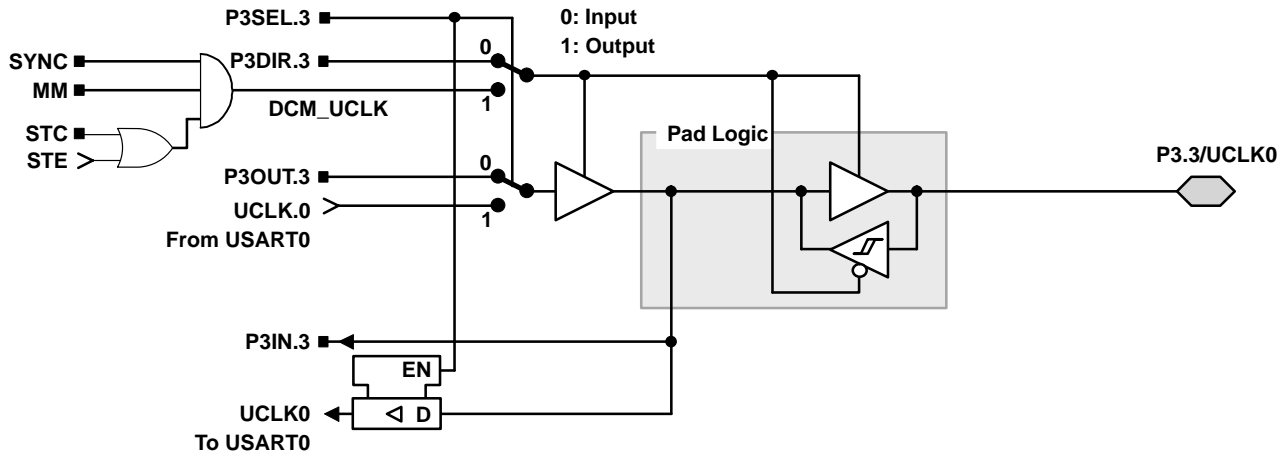 P3SEL.3
0: Input
1: Output
SYNC
P3DIR.3
0
MM
1
DCM_UCLK
STC
STE
Pad Logic
P3.3/UCLK0
P3OUT.3
0
UCLK.0
1
From USART0
P3IN.3
EN
UCLK0
D
To USART0